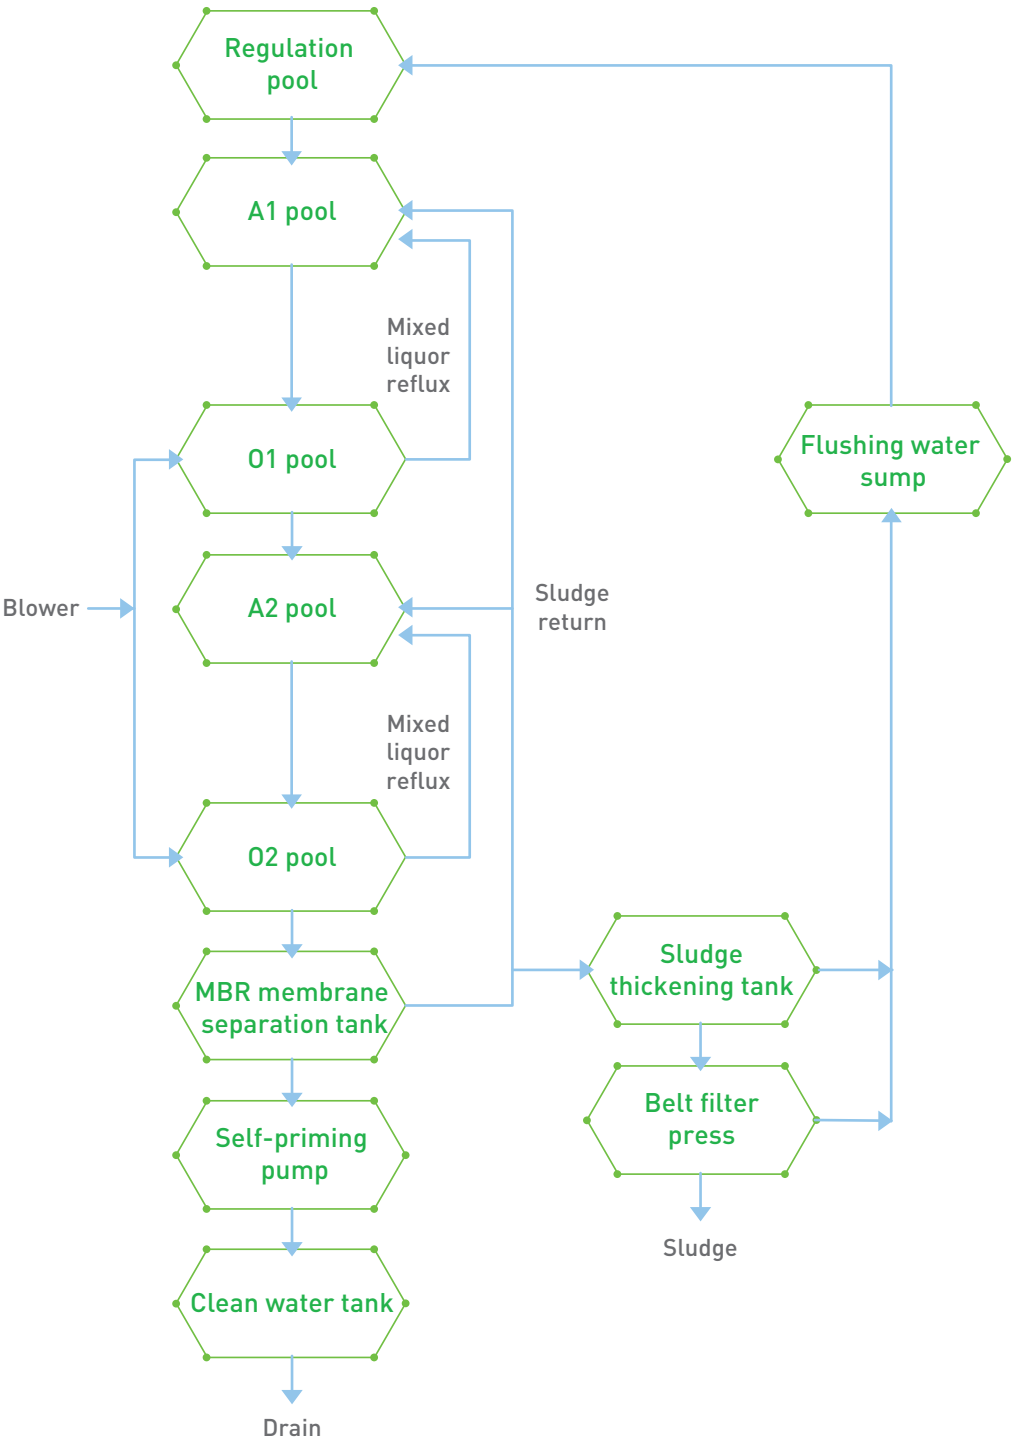 Regulation
pool
A1 pool
Mixed
liquor
reflux
O1 pool
Flushing water
sump
Blower
A2 pool
Sludge
return
Mixed
liquor
reflux
O2 pool
Sludge
thickening tank
MBR membrane
separation tank
Belt filter
press
Self-priming
pump
Sludge
Clean water tank
Drain